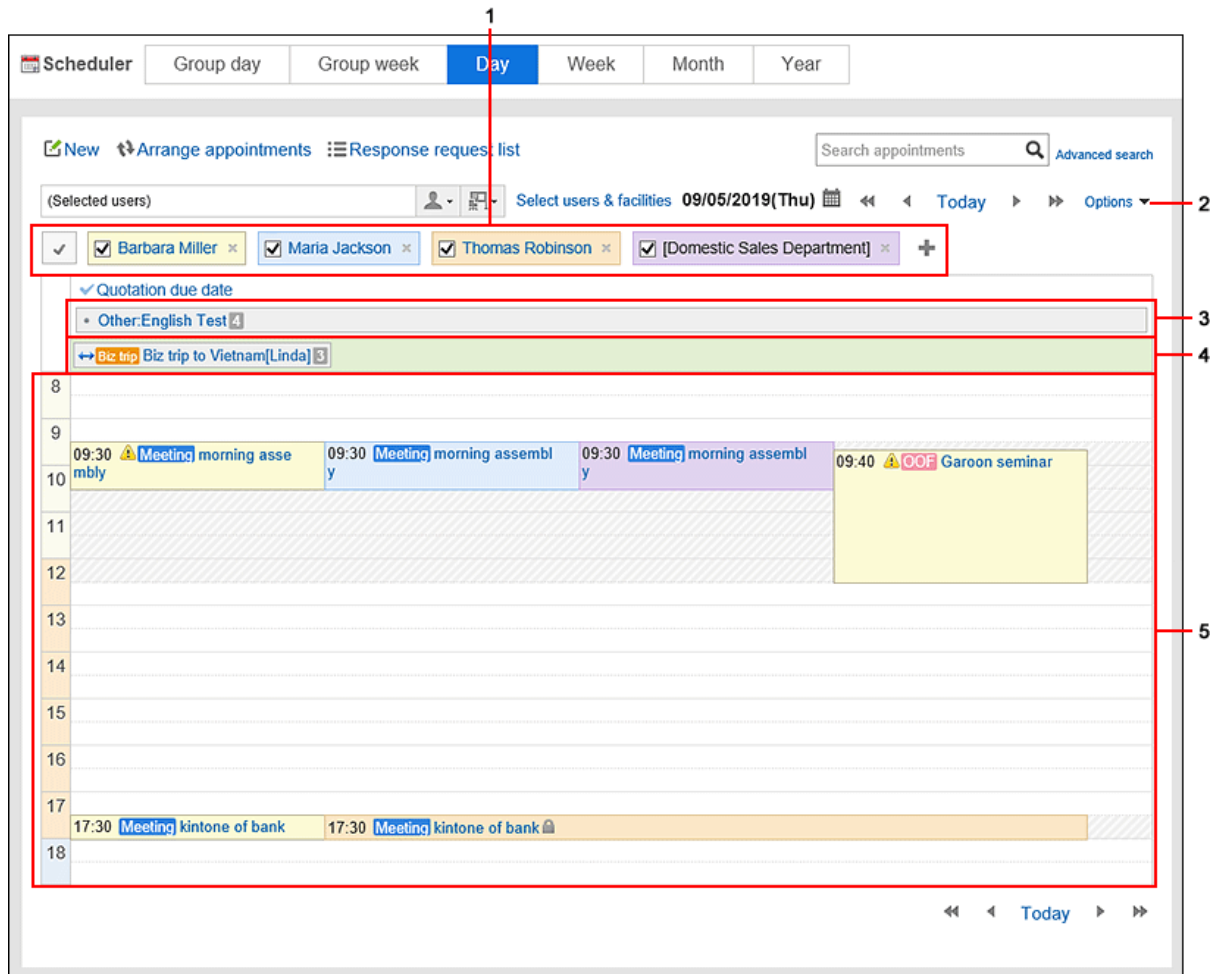 1
Scheduler Group day Group week Day Week Month Year
New Arrange appointments Response request list Search appointments Advanced search
(Selected users) Select users & facilities 09/05/2019(Thu) Today Options 2
Barbara Miller × Maria Jackson × Thomas Robinson × [Domestic Sales Department] ×
Quotation due date
Other:English Test 4 3
Biz trip Biz trip to Vietnam[Linda] 3 4
8
9
09:30 Meeting morning asse
mbly
09:30 Meeting morning assembl
y
09:30 Meeting morning assembl
y
09:40 OOF Garoon seminar
10
11
12
13
5
14
15
16
17
17:30 Meeting kintone of bank 17:30 Meeting kintone of bank
18
Today